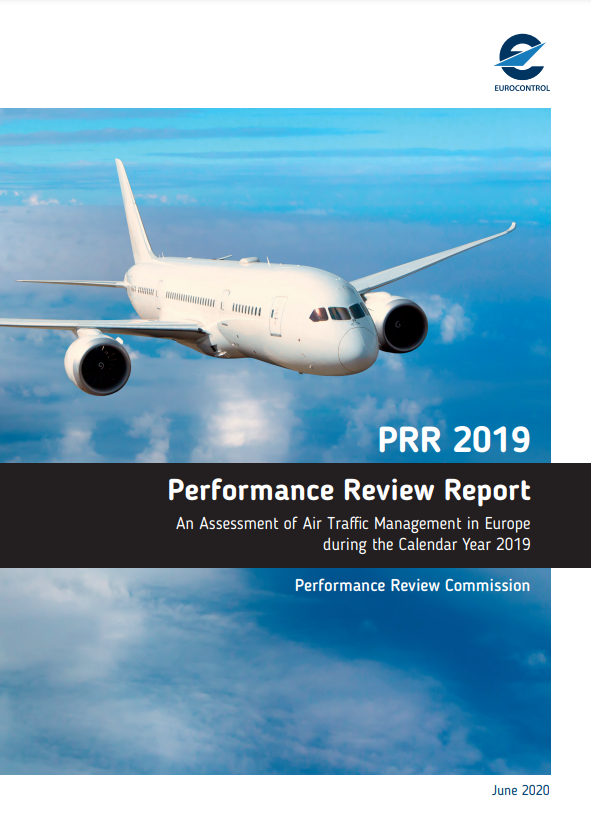 EUROCONTROL
PRR 2019
Performance Review Report
An Assessment of Air Traffic Management in Europe
during the Calendar Year 2019
Performance Review Commission
June 2020